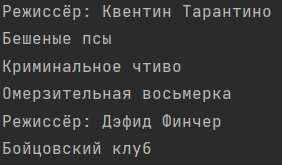 Режиссёр: Квентин Тарантино
Бешеные псы
Криминальное чтиво
Омерзительная восьмерка
Режиссёр: Дэфид Финчер
Бойцовский клуб